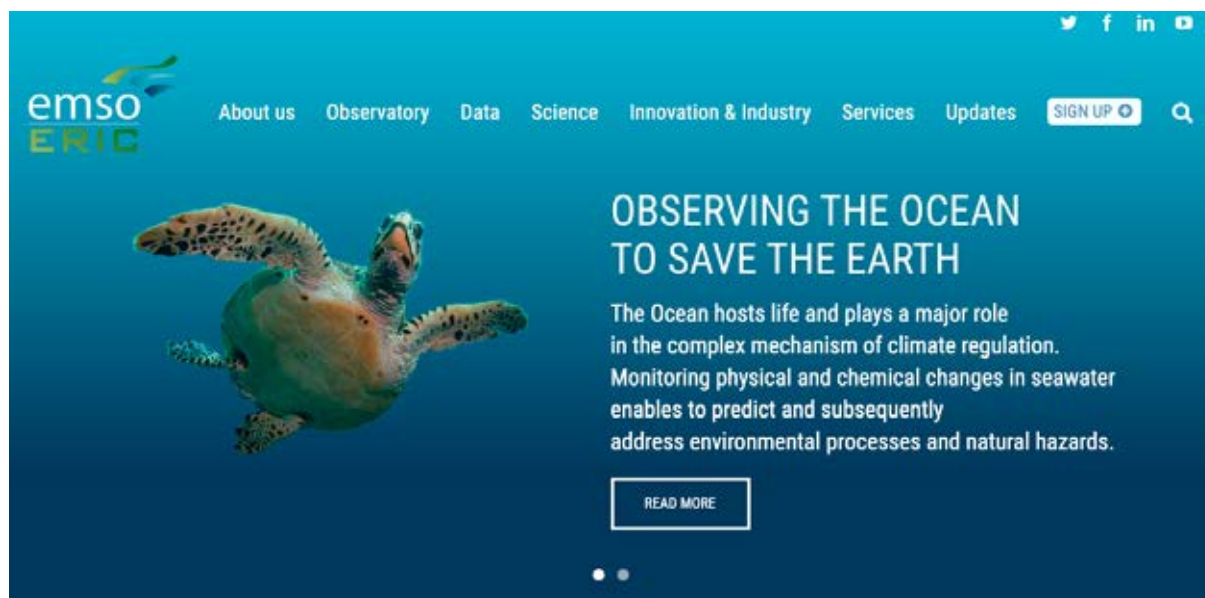 emso
ERIC
About us Observatory Data Science Innovation & Industry Services Updates SIGN UP
OBSERVING THE OCEAN
TO SAVE THE EARTH
The Ocean hosts life and plays a major role
in the complex mechanism of climate regulation.
Monitoring physical and chemical changes in seawater
enables to predict and subsequently
address environmental processes and natural hazards.
READ MORE